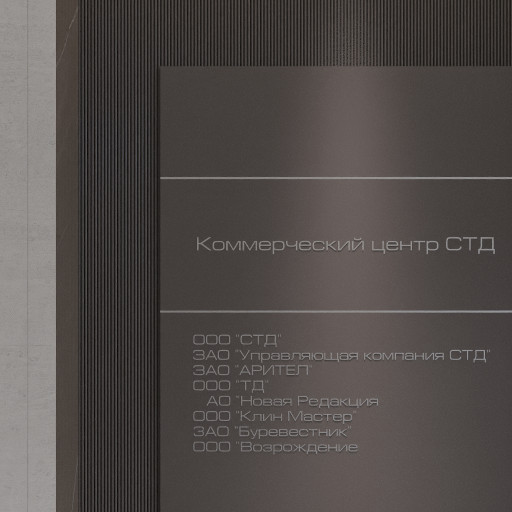 Коммерческий центр СТД
ООО "СТД"
ЗАО "Управляющая компания СТД"
ЗАО "АРИТЕЛ"
ООО "ТД"
АО "Новая Редакция
ООО "Клин Мастер"
ЗАО "Буревестник"
ООО "Возрождение